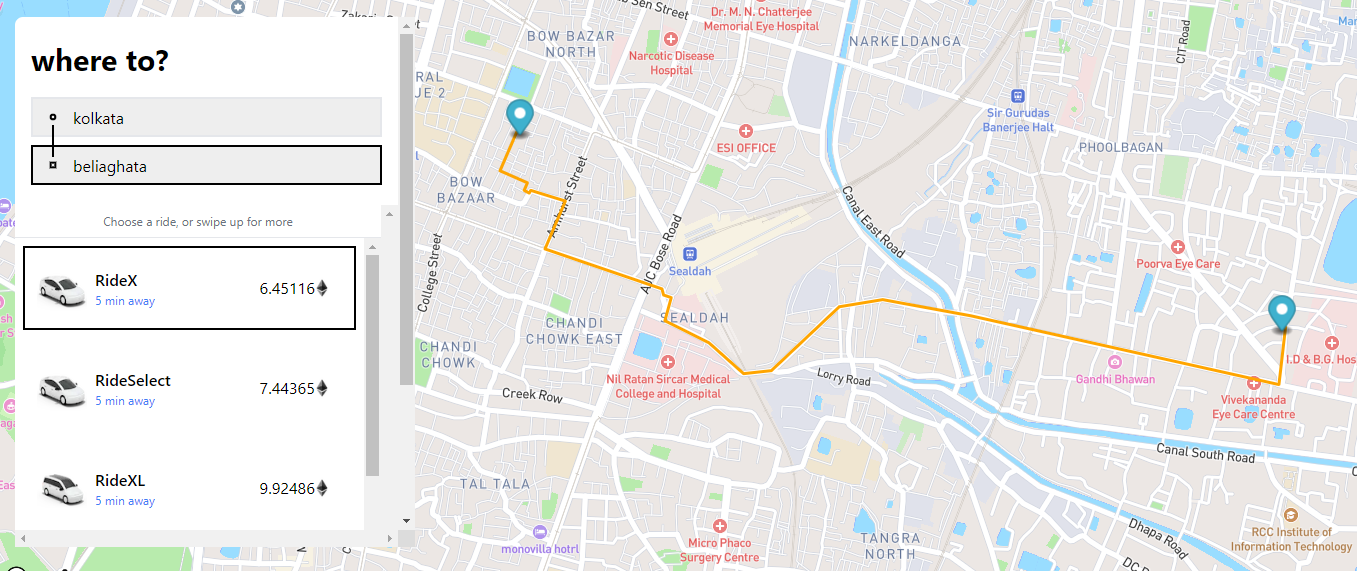 where to?
kolkata
beliaghata
Choose a ride, or swipe up for more
RideX
5 min away
6.45116
RideSelect
5 min away
7.44365
RideXL
5 min away
9.92486
Sen Street
Dr. M. N. Chatterjee
Memorial Eye Hospital
BOW BAZAR
NORTH
Narcotic Disease
Hospital
NARKELDANGA
CIT Road
UE 2
Sir Gurudas
Banerjee Halt
ESI OFFICE
PHOOLBAGAN
BOW
BAZAAR
Amhurst Street
Canal East Road
AJC Bose Road
College Street
Sealdah
Poorva Eye Care
SEALDAH
CHANDI
CHOWK EAST
CHANDI
CHOWK
I.D & B.G. Hos
Gandhi Bhawan
Nil Ratan Sircar Medical
College and Hospital
Lorry Road
Creek Row
Vivekananda
Eye Care Centre
Canal South Road
TAL TALA
monovilla hotrl
Micro Phaco
Surgery Centre
TANGRA
NORTH
Dhapa Road
RCC Institute of
Information Technology
DC D